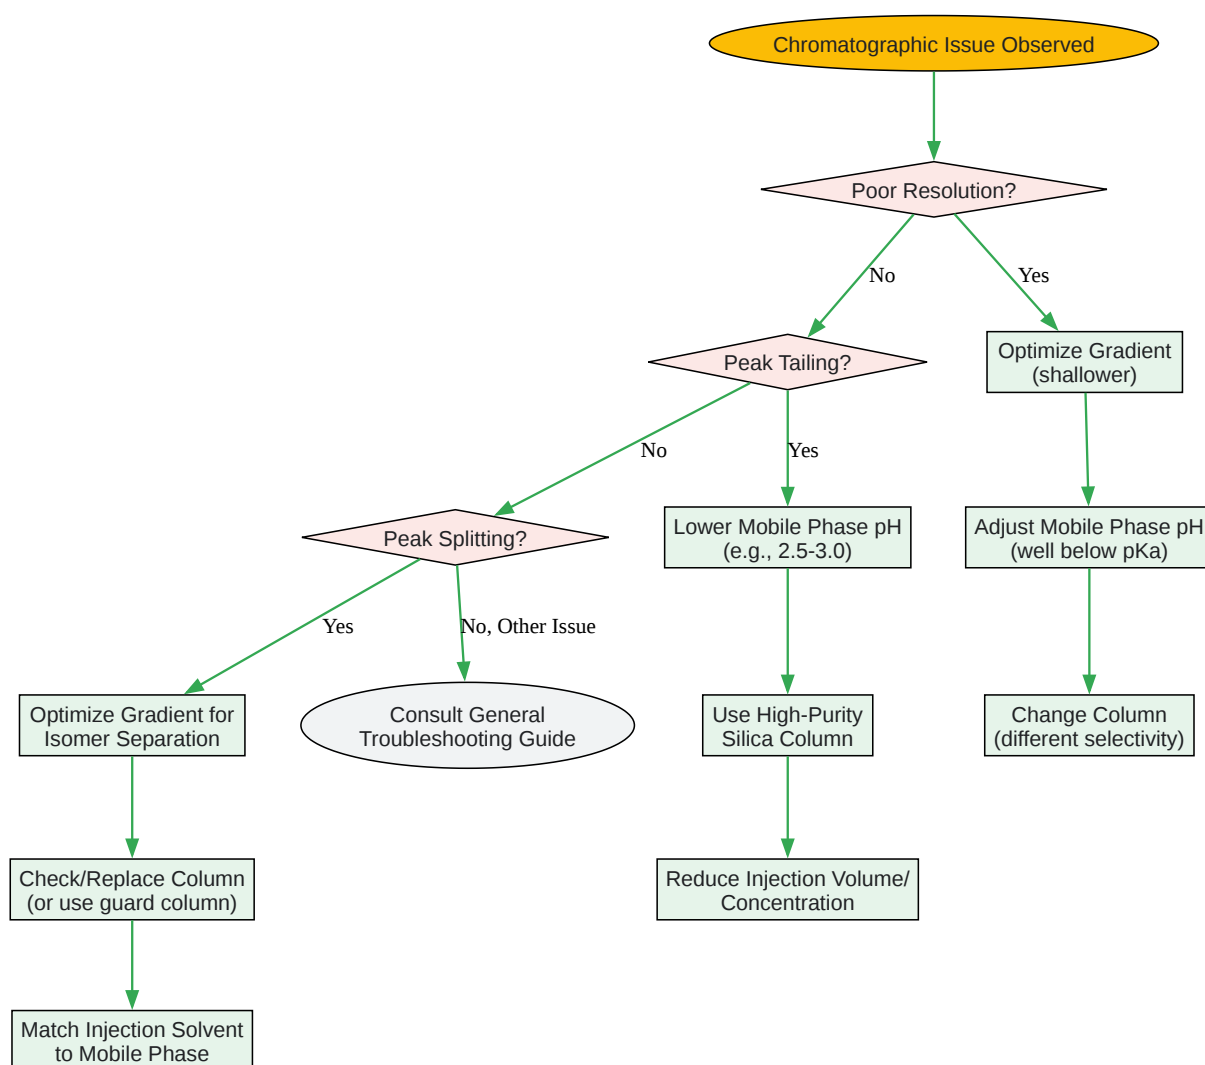 Chromatographic Issue Observed
Poor Resolution?
No
Yes
Peak Tailing?
Optimize Gradient
(shallower)
No
Yes
Peak Splitting?
Lower Mobile Phase pH
(e.g., 2.5-3.0)
Adjust Mobile Phase pH
(well below pKa)
Yes
No, Other Issue
Optimize Gradient for
Isomer Separation
Consult General
Troubleshooting Guide
Use High-Purity
Silica Column
Change Column
(different selectivity)
Check/Replace Column
(or use guard column)
Reduce Injection Volume/
Concentration
Match Injection Solvent
to Mobile Phase